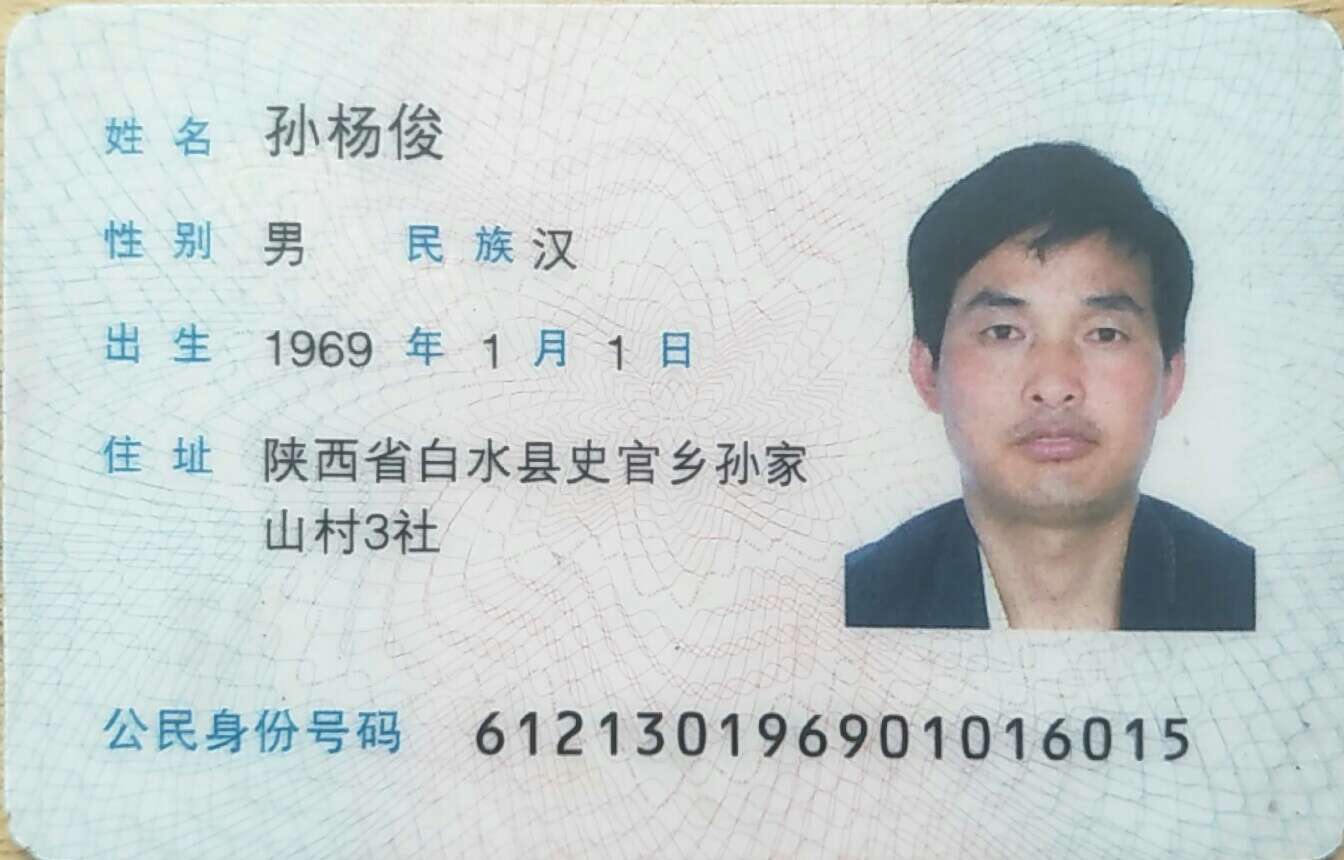 姓名 孙杨俊
性别 男 民族 汉
出生 1969 年 1 月 1 日
住址 陕西省白水县史官乡孙家
山村3社
公民身份号码 612130196901016015